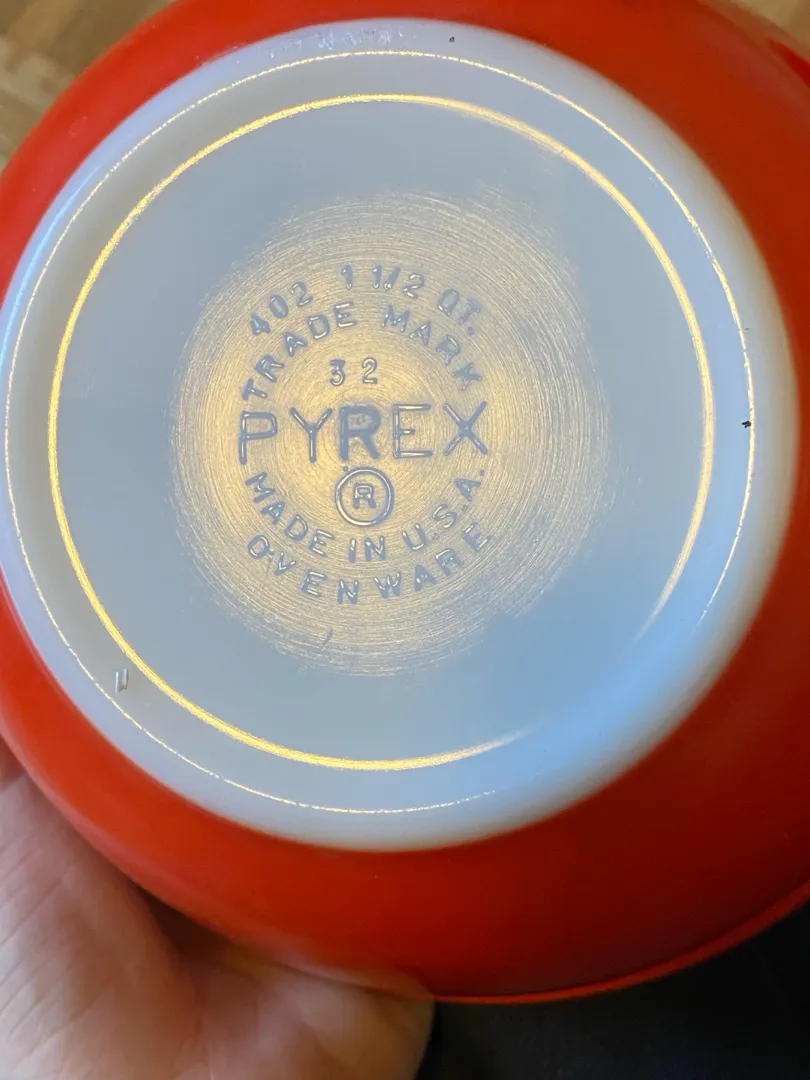 402 1 1/2 QT.
TRADE MARK
32
PYREX
®
MADE IN U.S.A.
OVENWARE